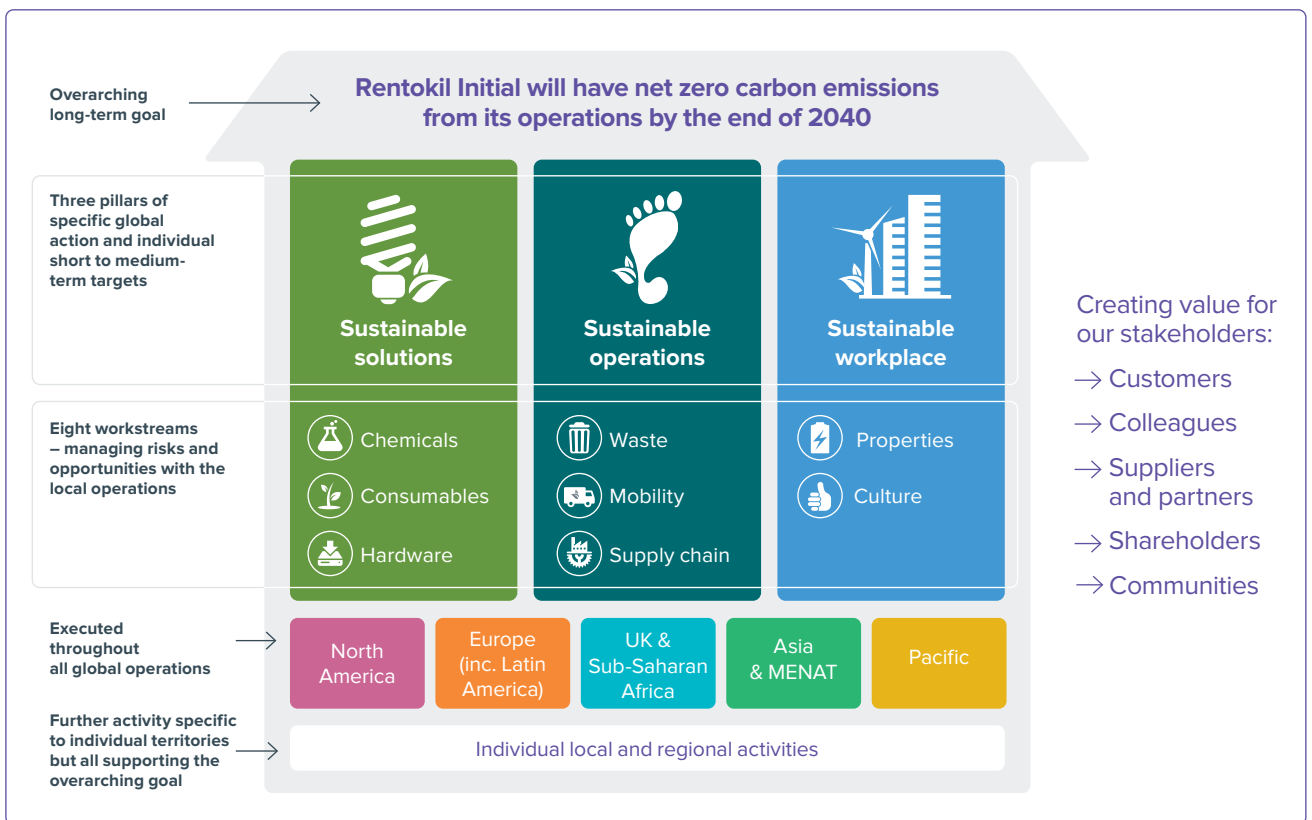 Overarching
long-term goal
Rentokil Initial will have net zero carbon emissions
from its operations by the end of 2040
Three pillars of
specific global
action and individual
short to medium-
term targets
Sustainable
solutions
Sustainable
operations
Sustainable
workplace
Eight workstreams
– managing risks and
opportunities with the
local operations
Chemicals
Consumables
Hardware
Waste
Mobility
Supply chain
Properties
Culture
Executed
throughout
all global operations
North
America
Europe
(inc. Latin
America)
UK &
Sub-Saharan
Africa
Asia
& MENAT
Pacific
Further activity specific
to individual territories
but all supporting the
overarching goal
Individual local and regional activities
Creating value for
our stakeholders:
Customers
Colleagues
Suppliers
and partners
Shareholders
Communities